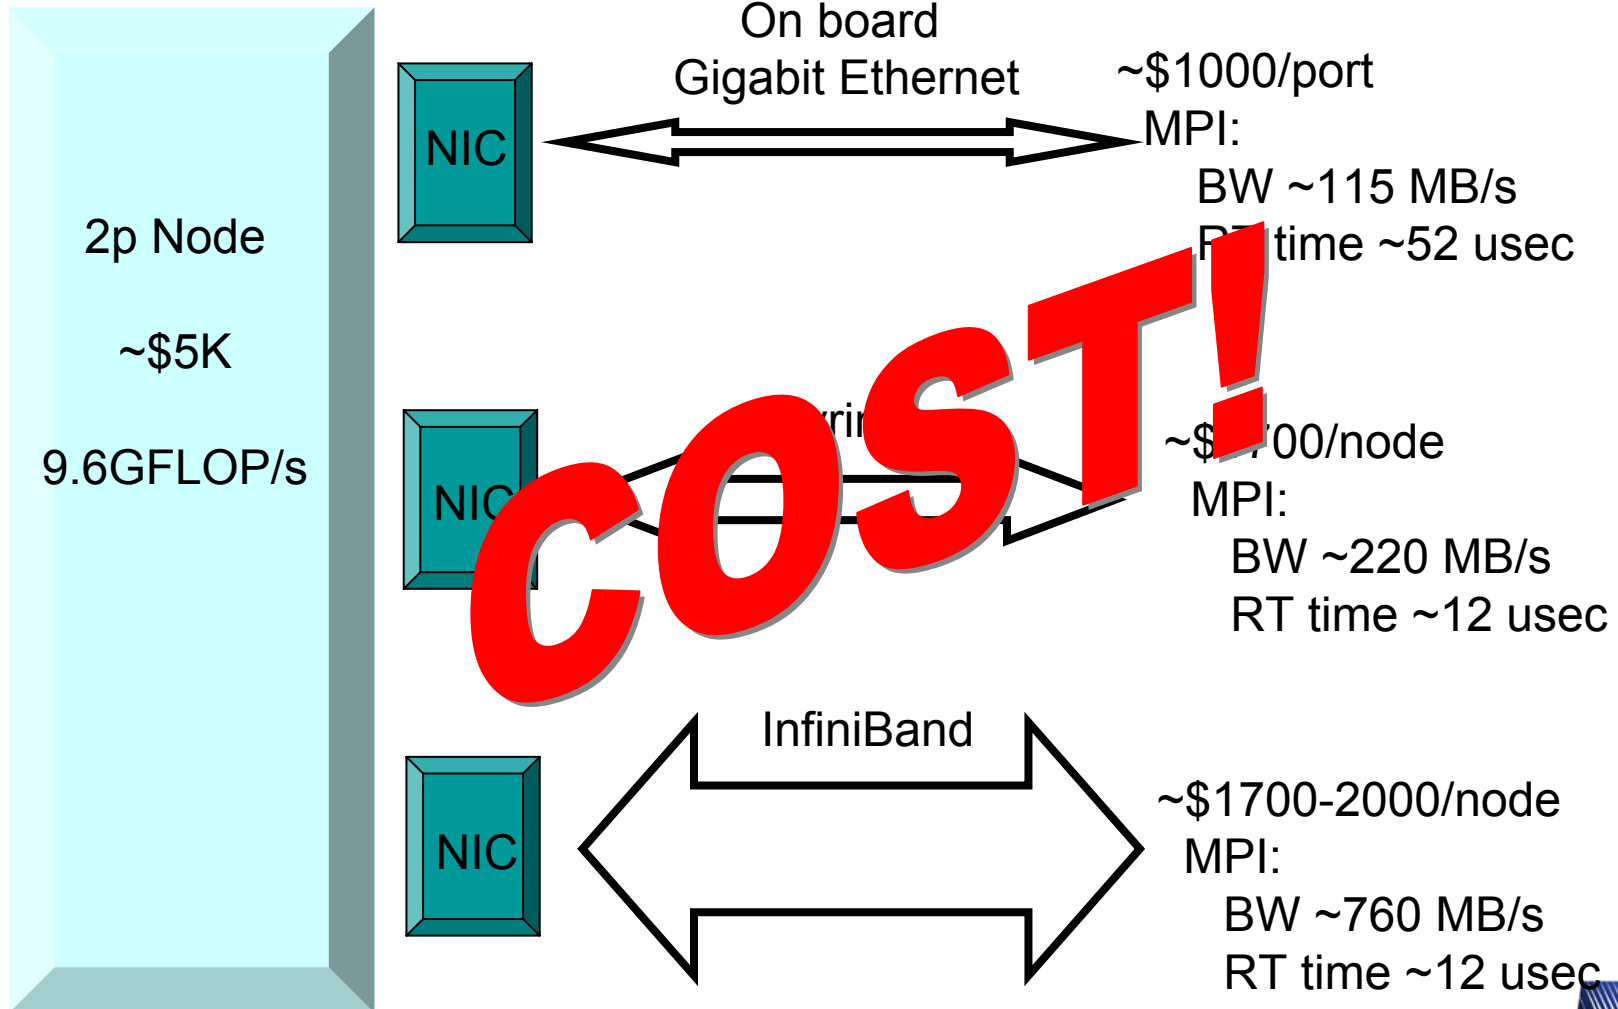 2p Node
~$5K
9.6GFLOP/s
NIC
On board
Gigabit Ethernet
~$1000/port
MPI:
BW ~115 MB/s
time ~52 usec
COST!
NIC
MPI:
BW ~220 MB/s
RT time ~12 usec
NIC
InfiniBand
~$1700-2000/node
MPI:
BW ~760 MB/s
RT time ~12 usec